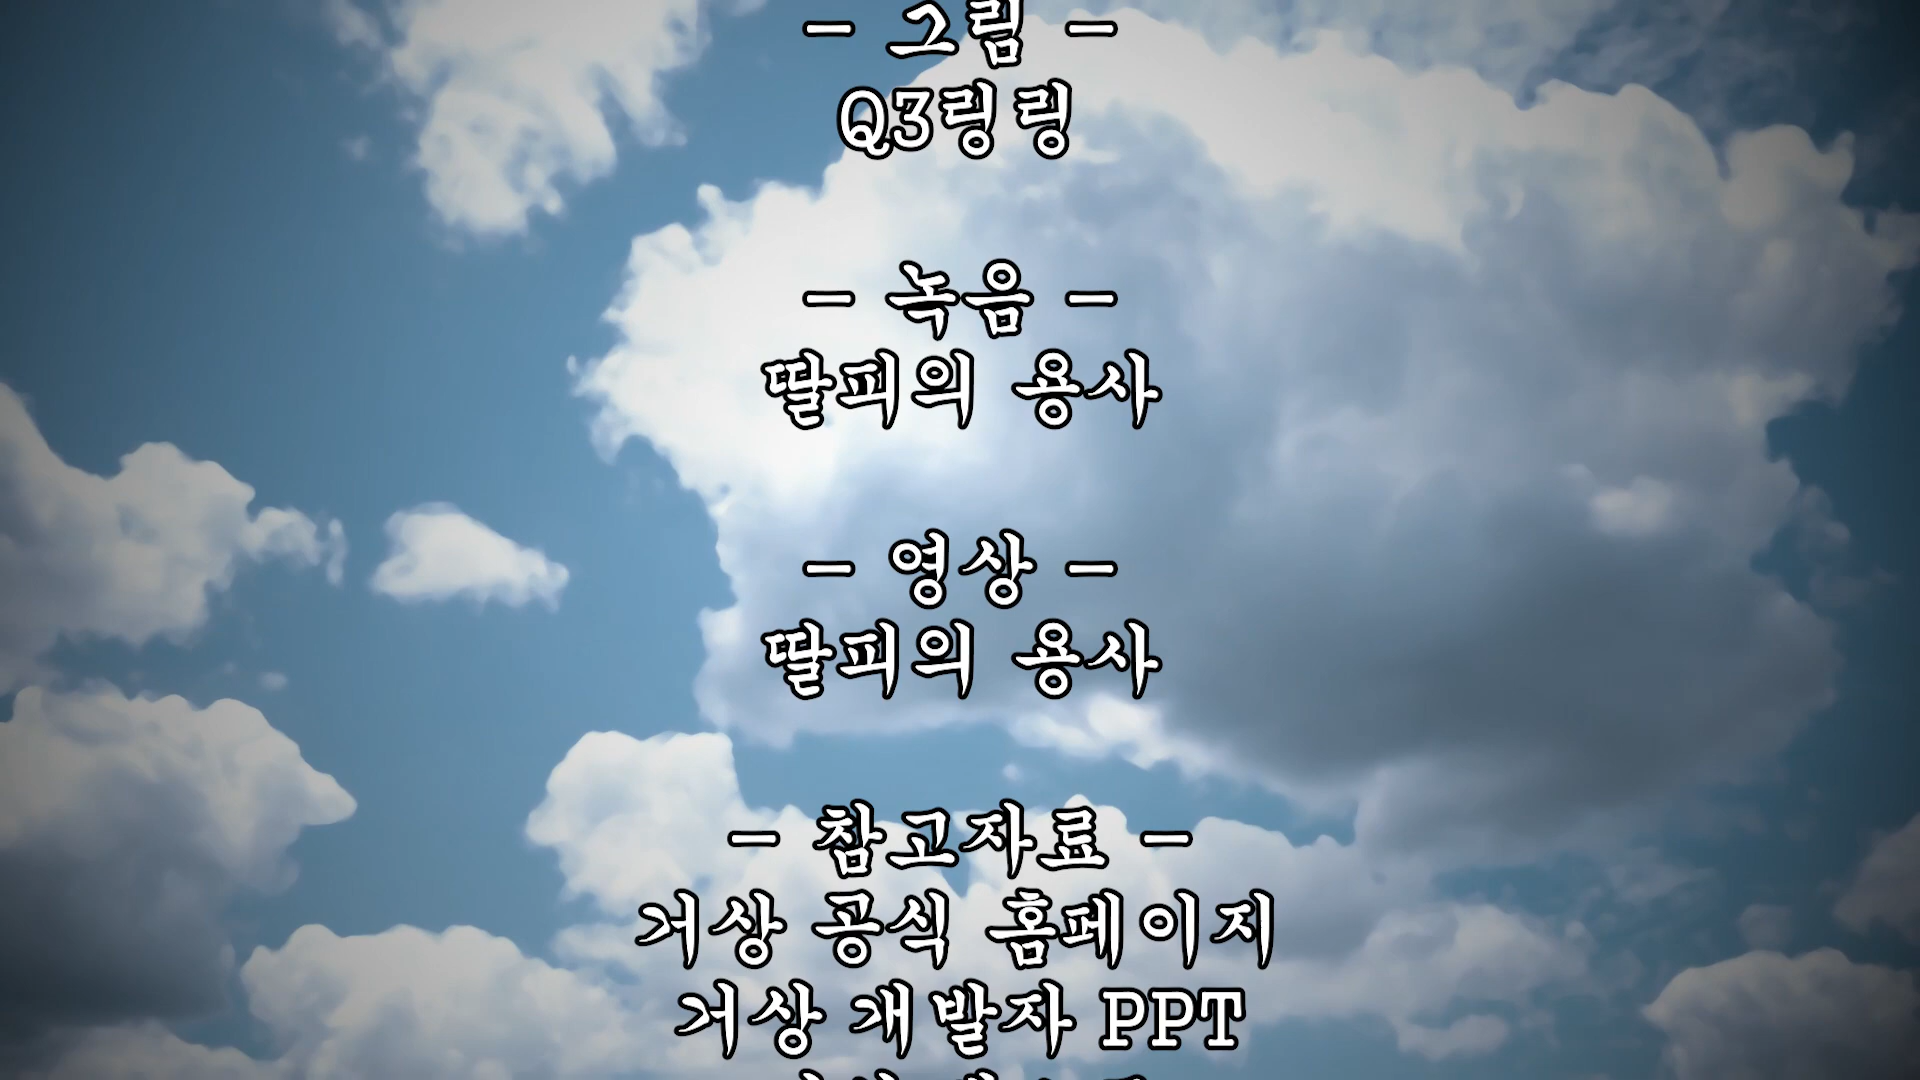 - 그림 -
Q3링링
- 녹음 -
딸피의 용사
- 영상 -
딸피의 용사
- 참고자료 -
거상 공식 홈페이지
거상 개발자 PPT